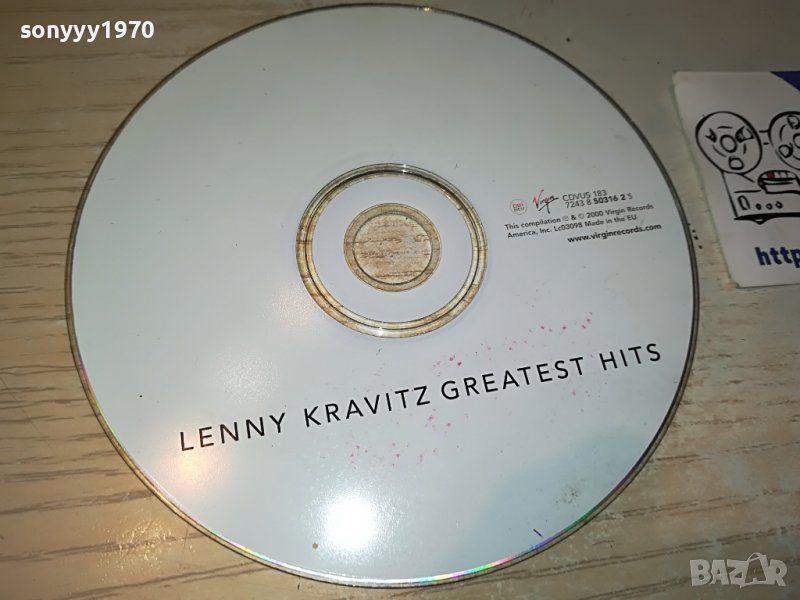 sonyyy1970
Virgin
CDVUS 183
7243 8 50316 2 5
This compilation ℗ & © 2000 Virgin Records
America, Inc. Lc03098 Made in the EU
www.virginrecords.com
LENNY KRAVITZ GREATEST HITS
http
BAZAR